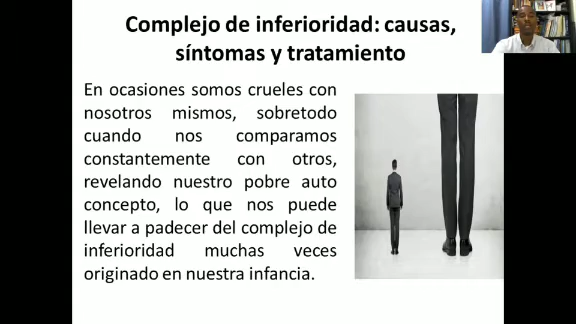 Complejo de inferioridad: causas,
síntomas y tratamiento
En ocasiones somos crueles con
nosotros mismos, sobretodo
cuando nos comparamos
constantemente con otros,
revelando nuestro pobre auto
concepto, lo que nos puede
llevar a padecer del complejo de
inferioridad muchas veces
originado en nuestra infancia.